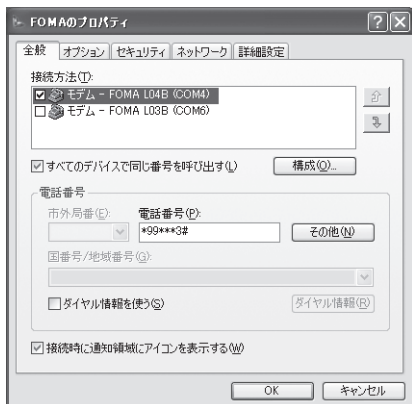 FOMAのプロパティ
全般 オプション セキュリティ ネットワーク 詳細設定
接続方法(T):
モデム - FOMA L04B (COM4)
モデム - FOMA L03B (COM6)
すべてのデバイスで同じ番号を呼び出す(L) 構成(O)...
電話番号
市外局番(E): 電話番号(P):
*99***3# その他(N)
国番号/地域番号(G):
ダイヤル情報を使う(S) ダイヤル情報(R)
接続時に通知領域にアイコンを表示する(W)
OK キャンセル